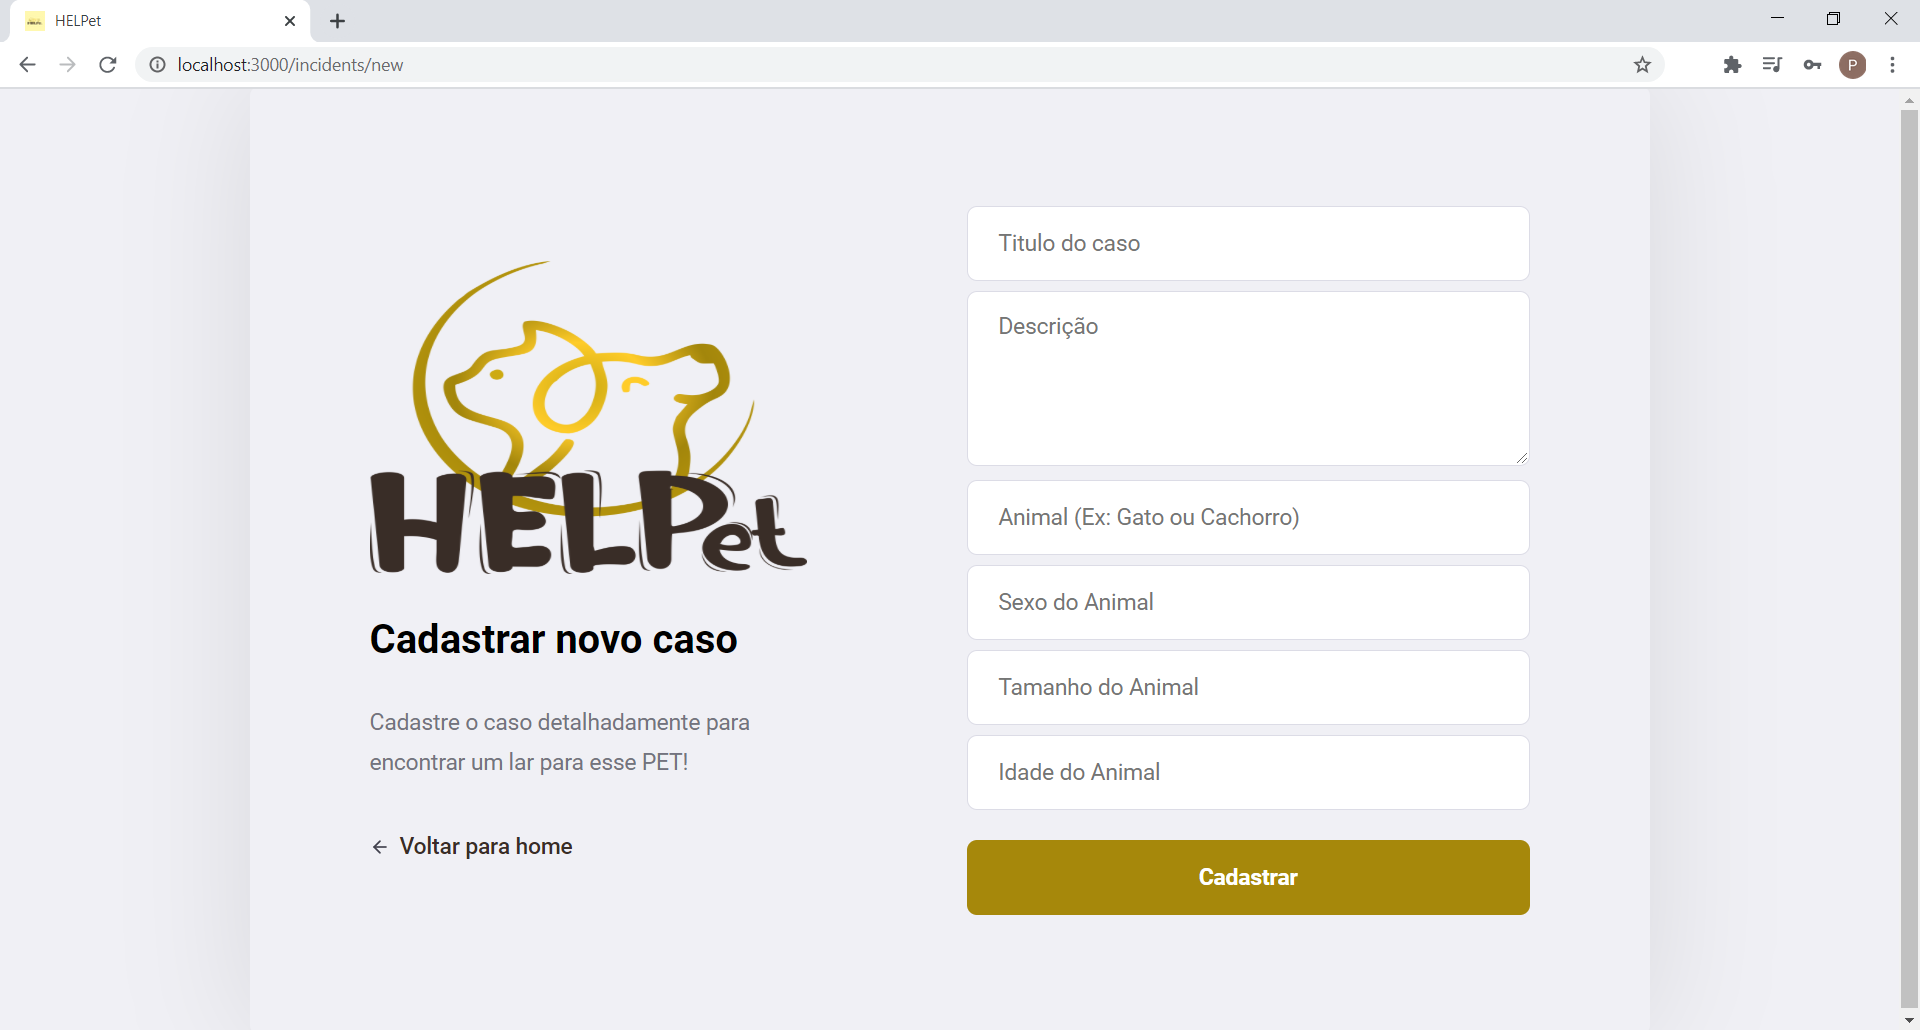 HELPet
localhost:3000/incidents/new
P
HELPet
Cadastrar novo caso
Cadastre o caso detalhadamente para
encontrar um lar para esse PET!
Voltar para home
Titulo do caso
Descrição
Animal (Ex: Gato ou Cachorro)
Sexo do Animal
Tamanho do Animal
Idade do Animal
Cadastrar